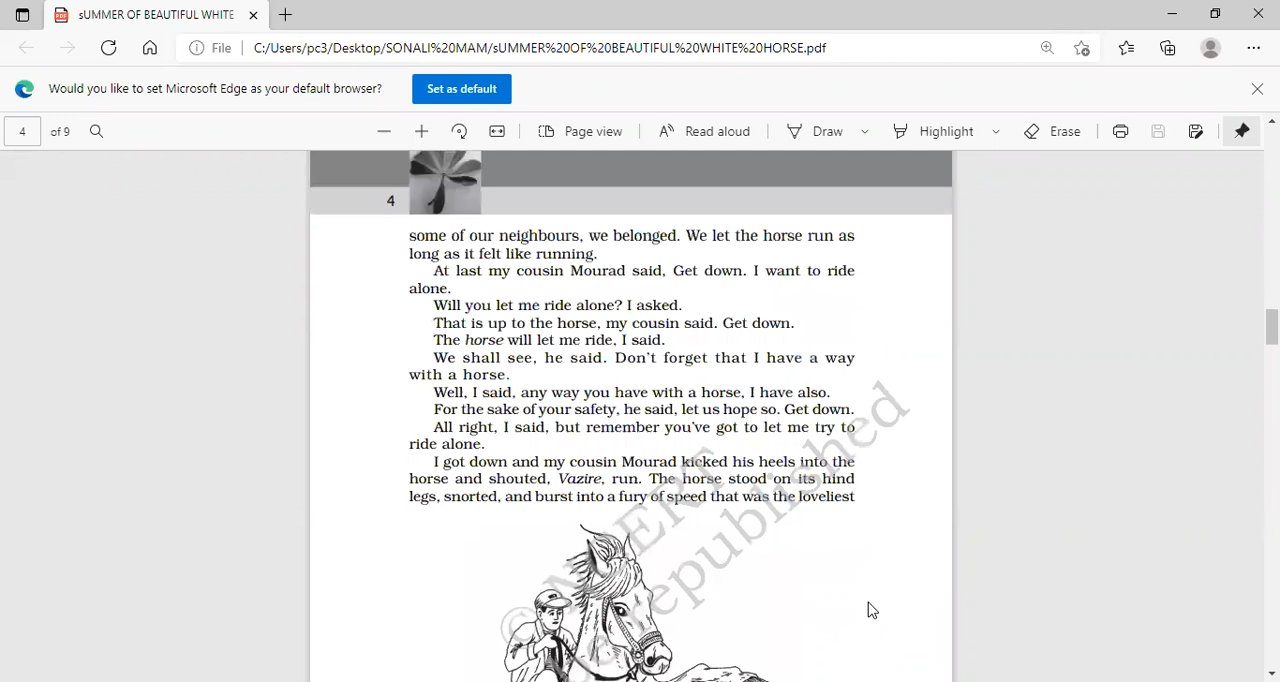 sUMMER OF BEAUTIFUL WHITE
File
C:/Users/pc3/Desktop/SONALI%20MAM/sUMMER%20OF%20BEAUTIFUL%20WHITE%20HORSE.pdf
Would you like to set Microsoft Edge as your default browser?
Set as default
4 of 9
Page view
Read aloud
Draw
Highlight
Erase
4
some of our neighbours, we belonged. We let the horse run as
long as it felt like running.
At last my cousin Mourad said, Get down. I want to ride
alone.
Will you let me ride alone? I asked.
That is up to the horse, my cousin said. Get down.
The horse will let me ride, I said.
We shall see, he said. Don't forget that I have a way
with a horse.
Well, I said, any way you have with a horse, I have also.
For the sake of your safety, he said, let us hope so. Get down.
All right, I said, but remember you've got to let me try to
ride alone.
I got down and my cousin Mourad kicked his heels into the
horse and shouted, Vazire, run. The horse stood on its hind
legs, snorted, and burst into a fury of speed that was the loveliest
© NCERT
republished